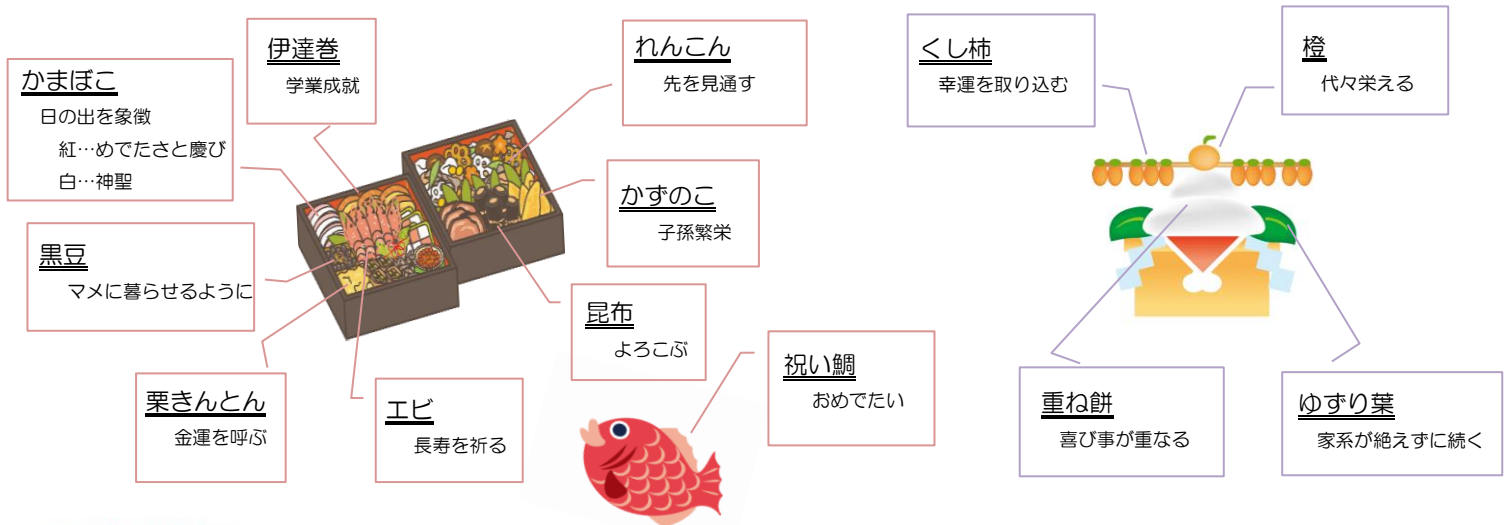 かまぼこ
日の出を象徴
紅…めでたさと慶び
白…神聖
伊達巻
学業成就
れんこん
先を見通す
かずのこ
子孫繁栄
黒豆
マメに暮らせるように
昆布
よろこぶ
栗きんとん
金運を呼ぶ
エビ
長寿を祈る
祝い鯛
おめでたい
くし柿
幸運を取り込む
橙
代々栄える
重ね餅
喜び事が重なる
ゆずり葉
家系が絶えずに続く